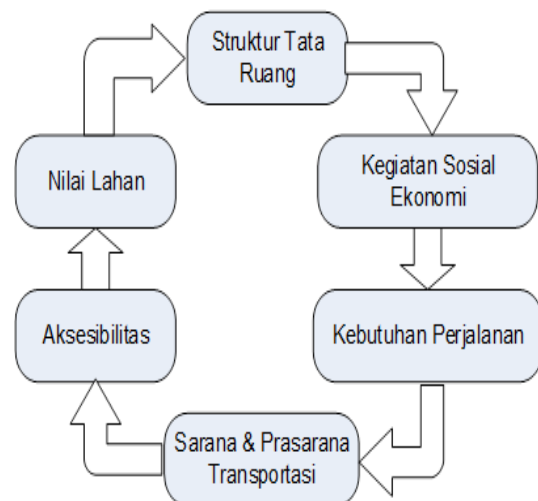 Struktur Tata
Ruang
Kegiatan Sosial
Ekonomi
Kebutuhan Perjalanan
Sarana & Prasarana
Transportasi
Aksesibilitas
Nilai Lahan